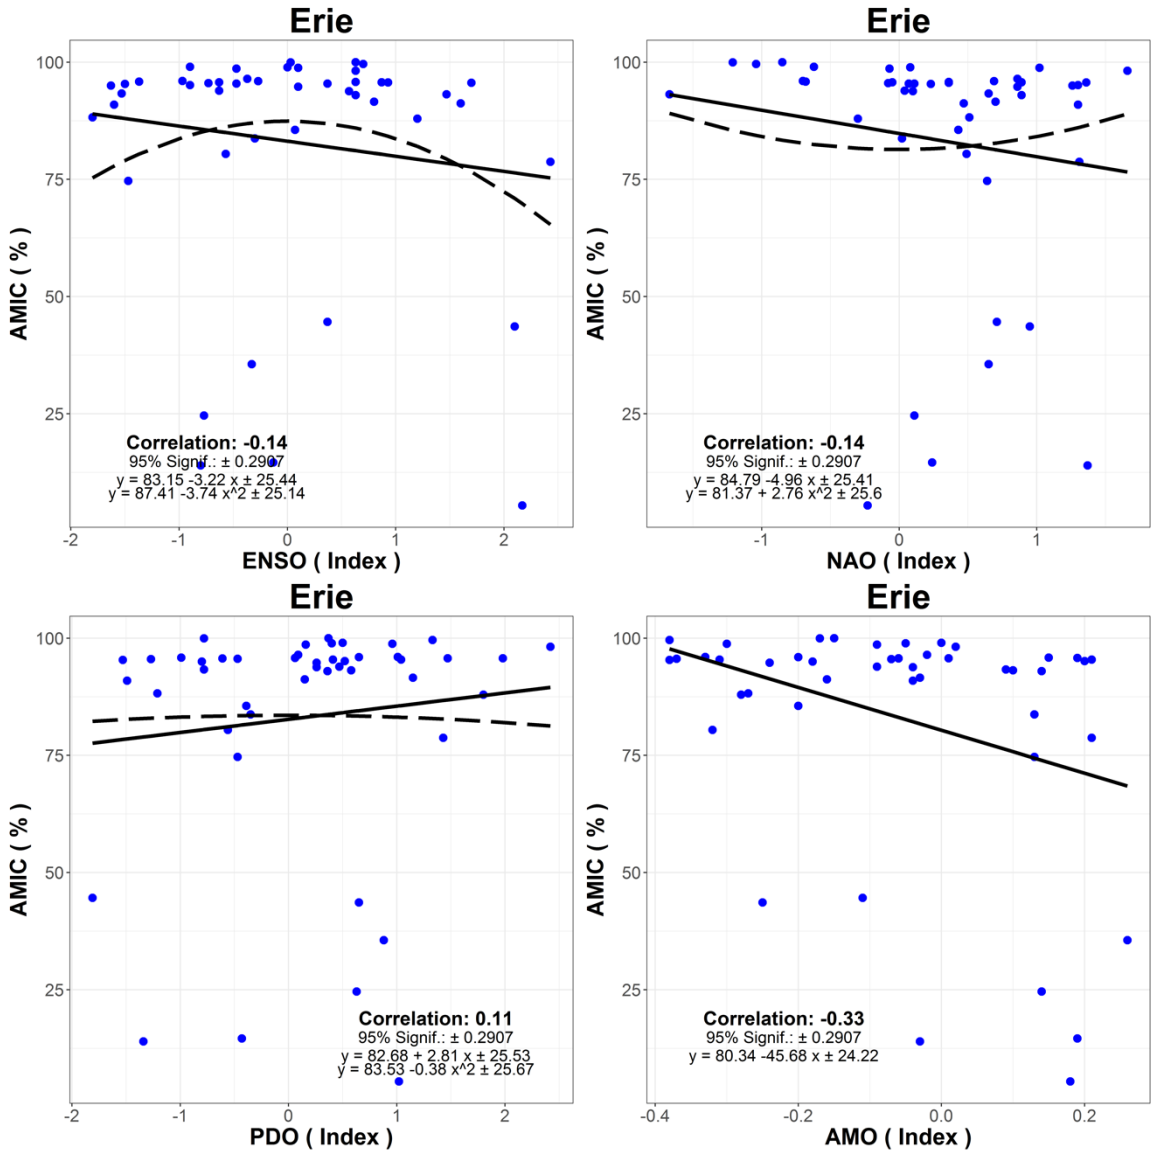 Erie
100
75
50
25
AMIC ( % )
Correlation: -0.14
95% Signif.: ± 0.2907
y = 83.15 -3.22 x ± 25.44
y = 87.41 -3.74 x^2 ± 25.14
-2 -1 0 1 2
ENSO ( Index )
Erie
100
75
50
25
AMIC ( % )
Correlation: -0.14
95% Signif.: ± 0.2907
y = 84.79 -4.96 x ± 25.41
y = 81.37 + 2.76 x^2 ± 25.6
-1 0 1
NAO ( Index )
Erie
100
75
50
25
AMIC ( % )
Correlation: 0.11
95% Signif.: ± 0.2907
y = 82.68 + 2.81 x ± 25.53
y = 83.53 -0.38 x^2 ± 25.67
-2 -1 0 1 2
PDO ( Index )
Erie
100
75
50
25
AMIC ( % )
Correlation: -0.33
95% Signif.: ± 0.2907
y = 80.34 -45.68 x ± 24.22
-0.4 -0.2 0.0 0.2
AMO ( Index )